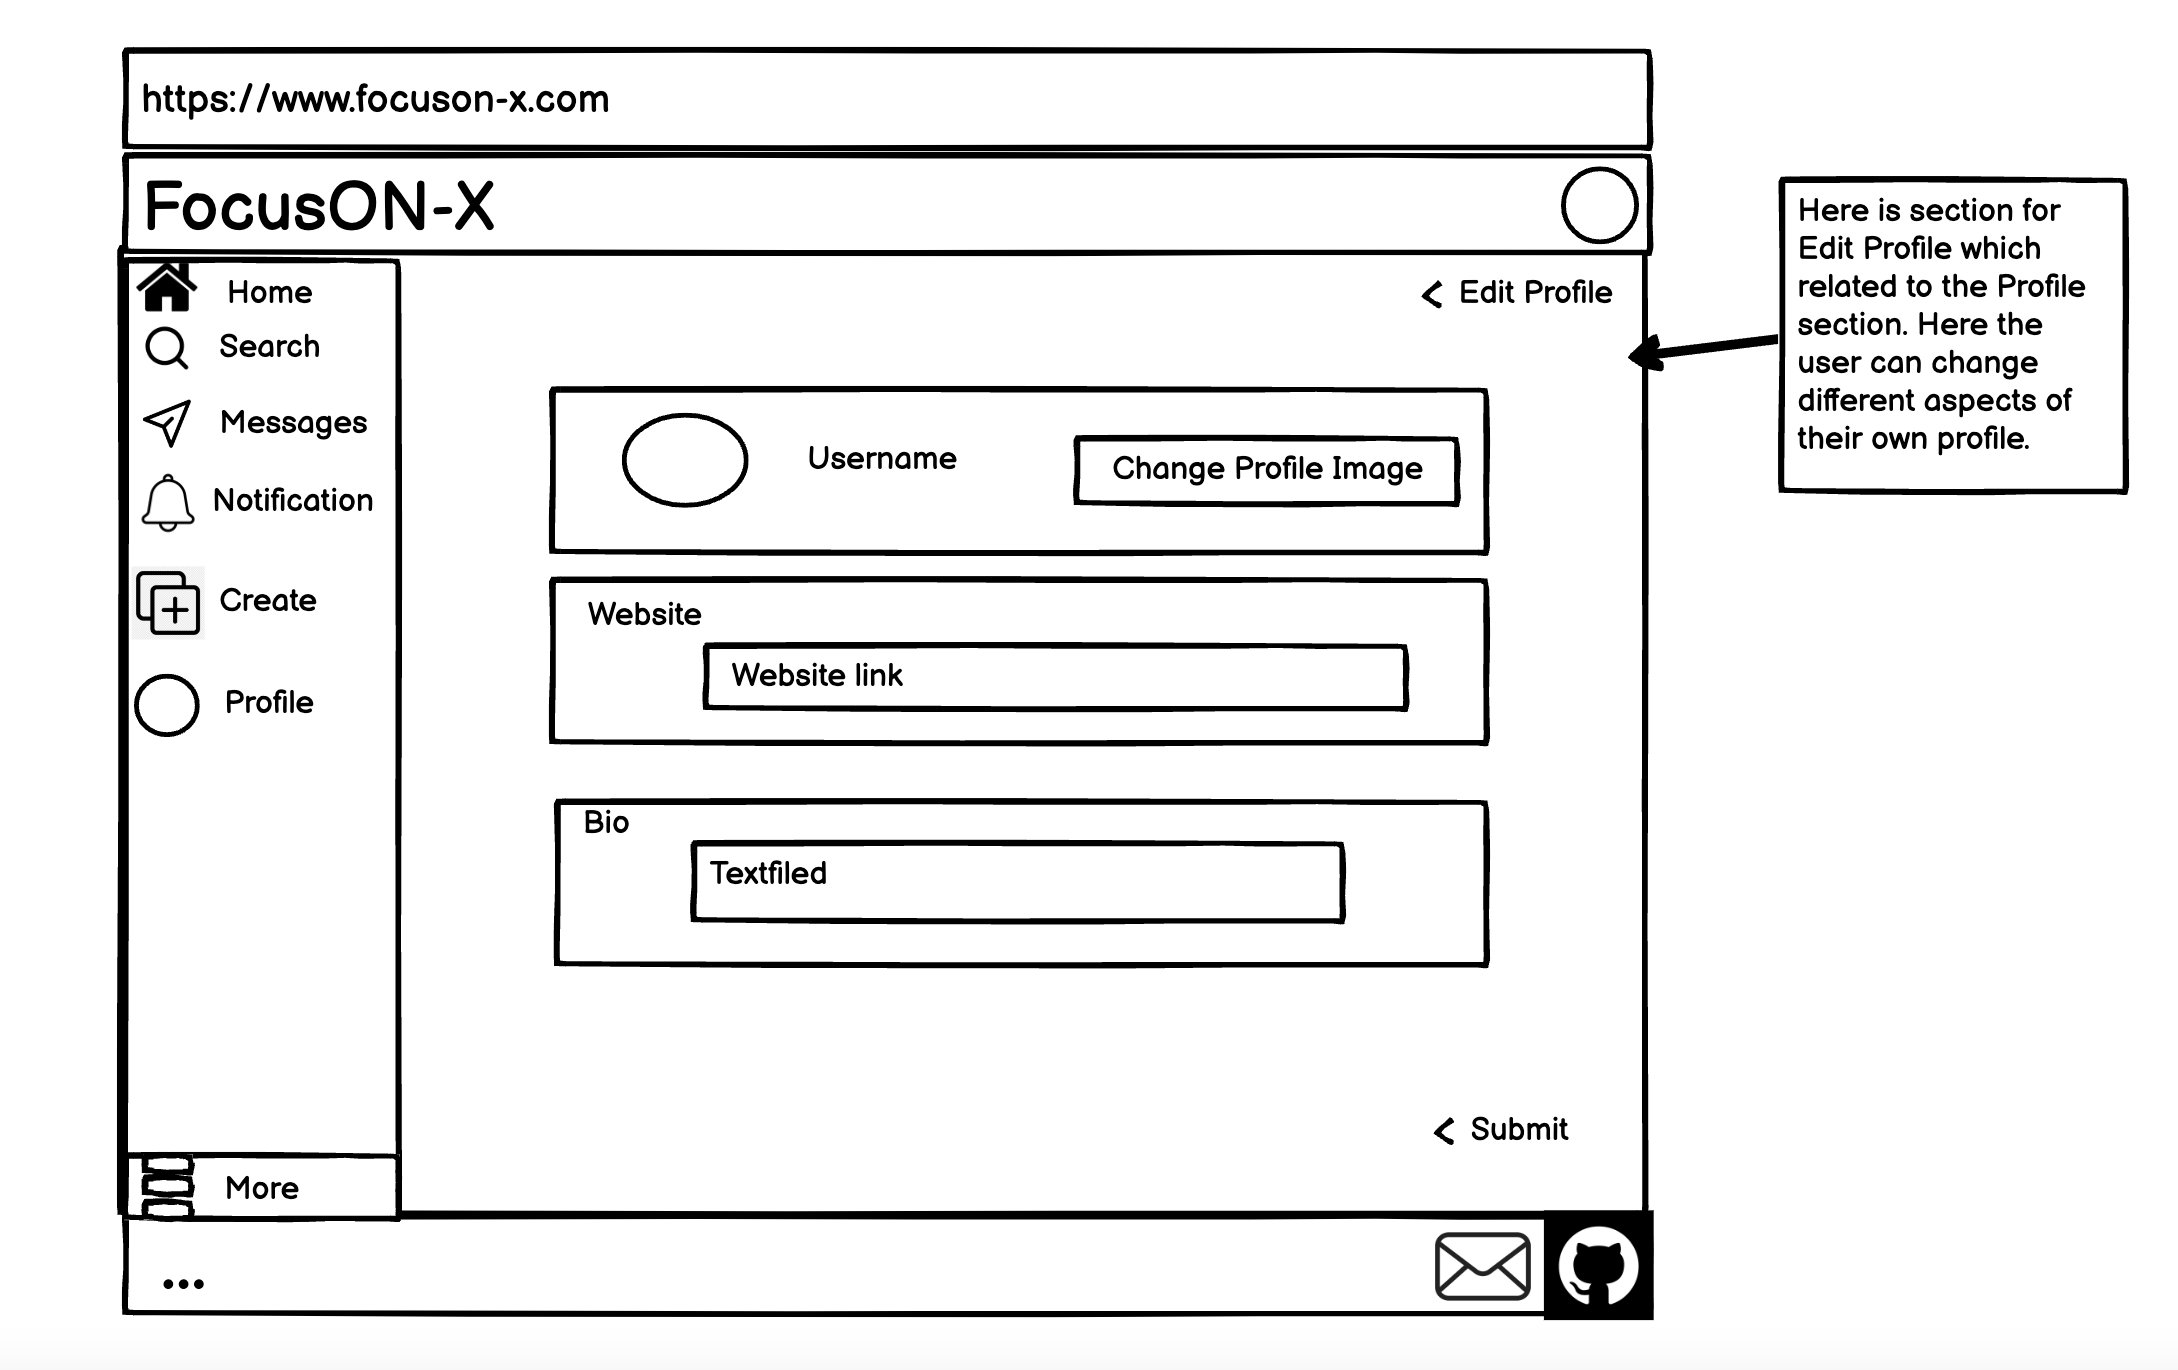 https://www.focuson-x.com
FocusON-X
Home
Search
Messages
Notification
Create
Profile
More
< Edit Profile
Username
Change Profile Image
Website
Website link
Bio
Textfiled
< Submit
...
Here is section for
Edit Profile which
related to the Profile
section. Here the
user can change
different aspects of
their own profile.